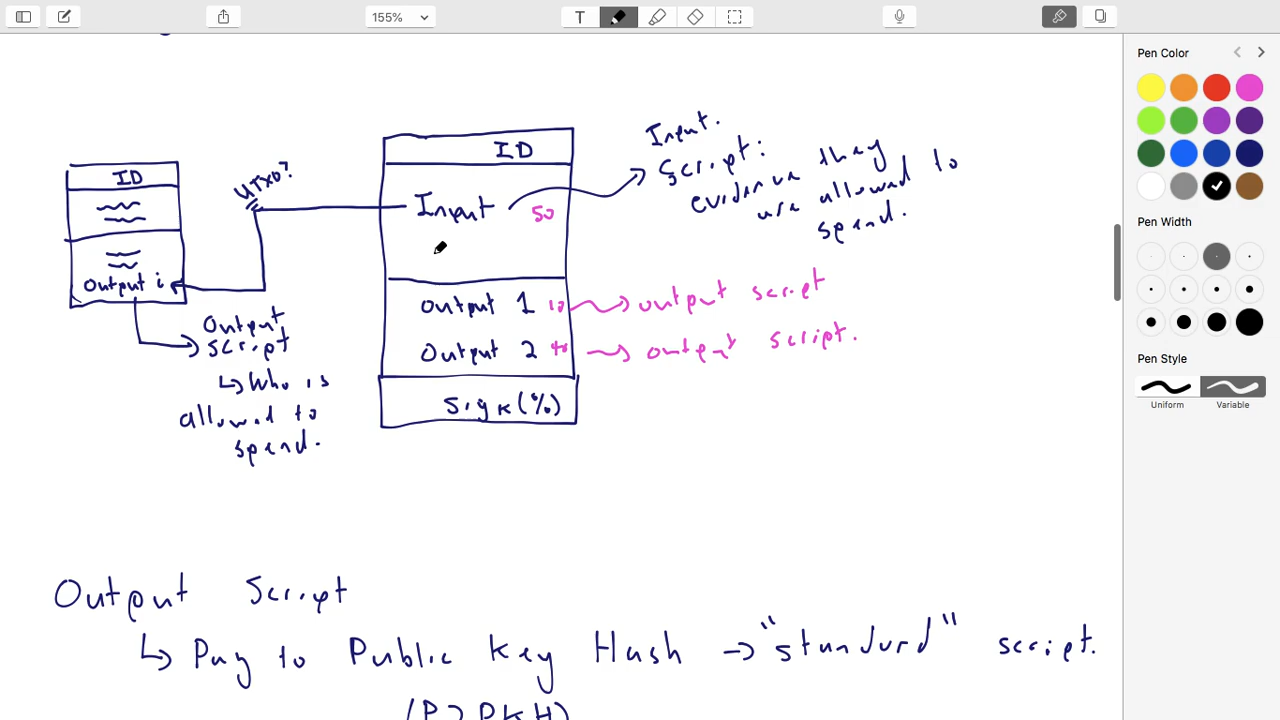 155%
T
Pen Color
Pen Width
Pen Style
Uniform
Variable
ID
Output i
UTXO?
Output
script
↳ Who is
allowed to
spend.
ID
Input 50
Output 1 10
Output 2 40
sigk(%)
Input.
Script:
evidence they
are allowed to
spend.
output script
output script.
Output Script
↳ Pay to Public Key Hash → "standard" script.
(P2PKH)